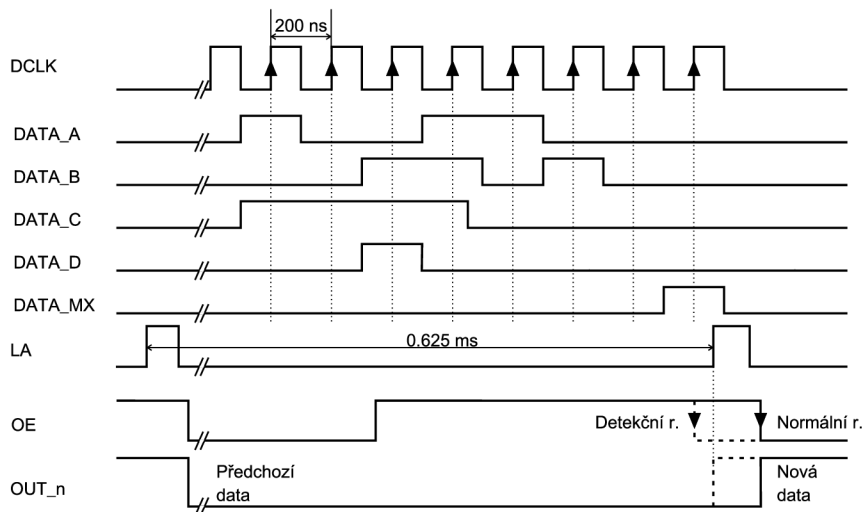 200 ns
DCLK
DATA_A
DATA_B
DATA_C
DATA_D
DATA_MX
LA
0.625 ms
OE
Detekční r.
Normální r.
OUT_n
Předchozí
data
Nová
data